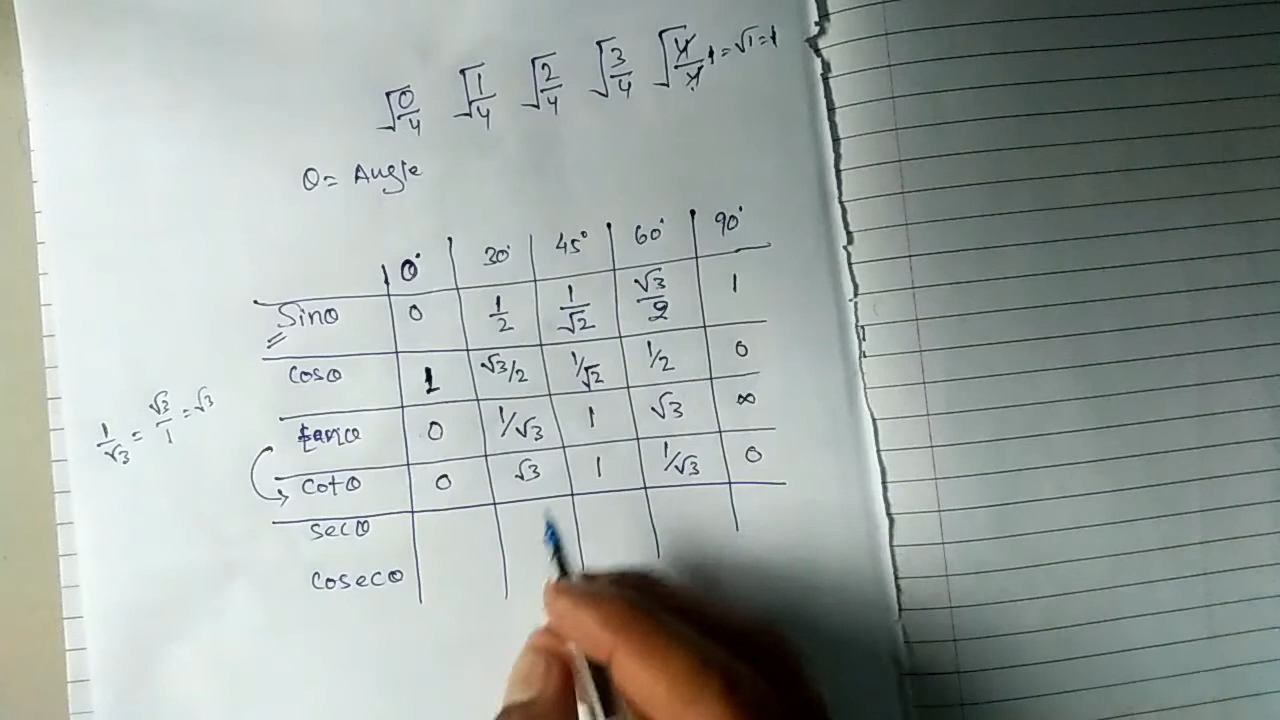 √0/4 √1/4 √2/4 √3/4 √4/4 1 = √1 = 1
θ = Angle
0° 30° 45° 60° 90°
Sinθ 0 1/2 1/√2 √3/2 1
cosθ 1 √3/2 1/√2 1/2 0
tanθ 0 1/√3 1 √3 ∞
1/√3 = √3/1 = √3
cotθ 0 √3 1 1/√3 0
secθ
cosecθ